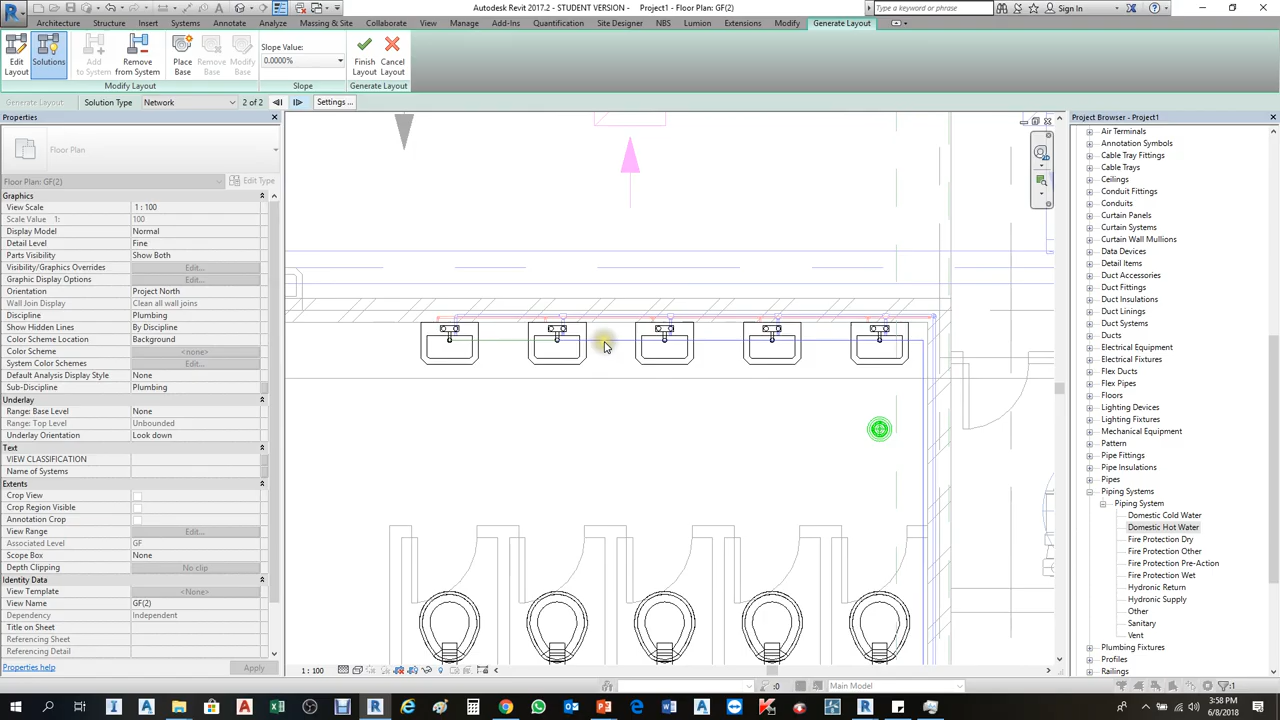 Autodesk Revit 2017.2 - STUDENT VERSION - Project1 - Floor Plan: GF(2)
Type a keyword or phrase
Sign In
Architecture Structure Insert Systems Annotate Analyze Massing & Site Collaborate View Manage Add-Ins Quantification Site Designer NBS Lumion Extensions Modify Generate Layout
Edit Layout
Solutions
Add to System
Remove from System
Place Base
Remove Base
Modify Base
Slope Value:
0.0000%
Finish Layout
Cancel Layout
Modify Layout
Slope
Generate Layout
Generate Layout
Solution Type
Network
2 of 2
Settings ...
Properties
Floor Plan
Floor Plan: GF(2)
Edit Type
Graphics
View Scale 1 : 100
Scale Value 1: 100
Display Model Normal
Detail Level Fine
Parts Visibility Show Both
Visibility/Graphics Overrides Edit...
Graphic Display Options Edit...
Orientation Project North
Wall Join Display Clean all wall joins
Discipline Plumbing
Show Hidden Lines By Discipline
Color Scheme Location Background
Color Scheme <none>
System Color Schemes Edit...
Default Analysis Display Style None
Sub-Discipline Plumbing
Underlay
Range: Base Level None
Range: Top Level Unbounded
Underlay Orientation Look down
Text
VIEW CLASSIFICATION
Name of Systems
Extents
Crop View
Crop Region Visible
Annotation Crop
View Range Edit...
Associated Level GF
Scope Box None
Depth Clipping No clip
Identity Data
View Template <None>
View Name GF(2)
Dependency Independent
Title on Sheet
Referencing Sheet
Referencing Detail
Properties help
Apply
1 : 100
Project Browser - Project1
Air Terminals
Annotation Symbols
Cable Tray Fittings
Cable Trays
Ceilings
Conduit Fittings
Conduits
Curtain Panels
Curtain Systems
Curtain Wall Mullions
Data Devices
Detail Items
Duct Accessories
Duct Fittings
Duct Insulations
Duct Linings
Duct Systems
Ducts
Electrical Equipment
Electrical Fixtures
Flex Ducts
Flex Pipes
Floors
Lighting Devices
Lighting Fixtures
Mechanical Equipment
Pattern
Pipe Fittings
Pipe Insulations
Pipes
Piping Systems
Piping System
Domestic Cold Water
Domestic Hot Water
Fire Protection Dry
Fire Protection Other
Fire Protection Pre-Action
Fire Protection Wet
Hydronic Return
Hydronic Supply
Other
Sanitary
Vent
Plumbing Fixtures
Profiles
Railings
:0
Main Model
:1
3:58 PM
6/8/2018